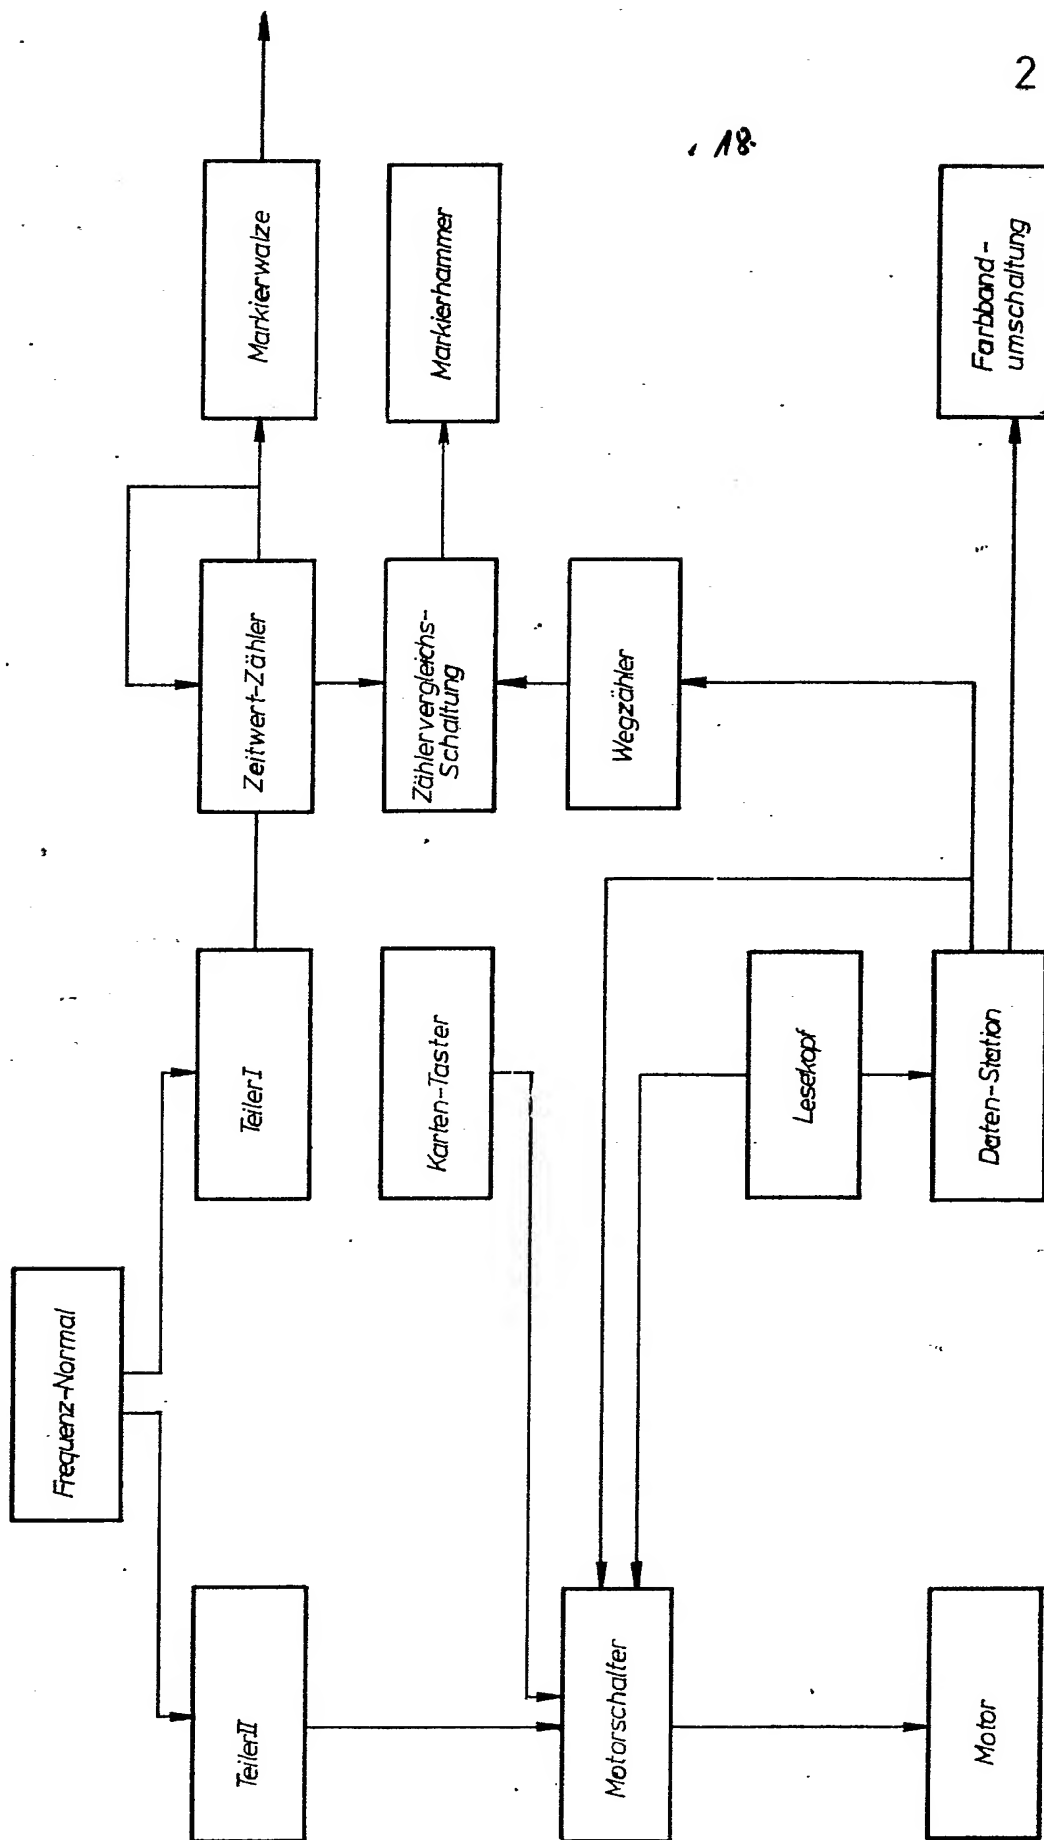 2
18.
Frequenz-Normal
Teiler II
Teiler I
Zeitwert-Zähler
Markierwalze
Karten-Taster
Zählervergleichs-
Schaltung
Markierhammer
Motorschalter
Wegzähler
Lesekopf
Motor
Daten-Station
Farbband-
umschaltung